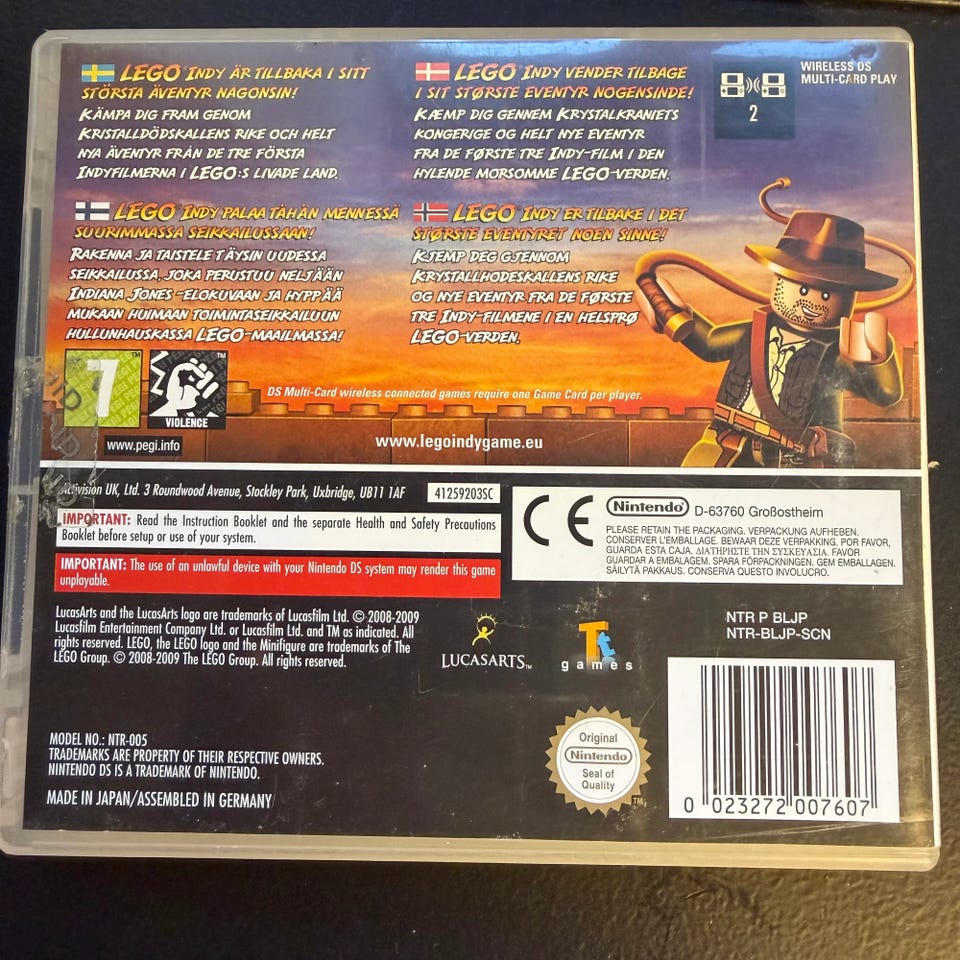 LEGO® INDY ÄR TILLBAKA I SITT
STÖRSTA ÄVENTYR NAGONSIN!
KÄMPA DIG FRAM GENOM
KRISTALLDÖDSKALLENS RIKE OCH HELT
NYA ÄVENTYR FRÅN DE TRE FÖRSTA
INDYFILMERNA I LEGO:S LIVADE LAND.
LEGO® INDY VENDER TILBAGE
I SIT STØRSTE EVENTYR NOGENSINDE!
KÆMP DIG GENNEM KRYSTALKRANIETS
KONGERIGE OG HELT NYE EVENTYR
FRA DE FØRSTE TRE INDY-FILM I DEN
HYLENDE MORSOMME LEGO-VERDEN.
WIRELESS DS
MULTI-CARD PLAY
2
LEGO® INDY PALAA TÄHÄN MENNESSÄ
SUURIMMASSA SEIKKAILUSSAAN!
RAKENNA JA TAISTELE TÄYSIN UUDESSA
SEIKKAILUSSA, JOKA PERUSTUU NELJÄÄN
INDIANA JONES -ELOKUVAAN JA HYPPÄÄ
MUKAAN HUIMAAN TOIMINTASEIKKAILUUN
HULLUNHAUSKASSA LEGO-MAAILMASSA!
LEGO® INDY ER TILBAKE I DET
STØRSTE EVENTYRET NOEN SINNE!
KJEMP DEG GJENNOM
KRYSTALLHODESKALLENS RIKE
OG NYE EVENTYR FRA DE FØRSTE
TRE INDY-FILMENE I EN HELSPRØ
LEGO-VERDEN.
7
TM
TM
VIOLENCE
www.pegi.info
DS Multi-Card wireless connected games require one Game Card per player.
www.legoindygame.eu
Activision UK, Ltd. 3 Roundwood Avenue, Stockley Park, Uxbridge, UB11 1AF
41259203SC
IMPORTANT: Read the Instruction Booklet and the separate Health and Safety Precautions
Booklet before setup or use of your system.
IMPORTANT: The use of an unlawful device with your Nintendo DS system may render this game
unplayable.
CE
Nintendo® D-63760 Großostheim
PLEASE RETAIN THE PACKAGING. VERPACKUNG AUFHEBEN.
CONSERVER L'EMBALLAGE. BEWAAR DEZE VERPAKKING. POR FAVOR,
GUARDA ESTA CAJA. ΔΙΑΤΗΡΗΣΤΕ ΤΗΝ ΣΥΣΚΕΥΑΣΙΑ. FAVOR
GUARDAR A EMBALAGEM. SPARA FÖRPACKNINGEN. GEM EMBALLAGEN.
SÄILYTÄ PAKKAUS. CONSERVA QUESTO INVOLUCRO.
LucasArts and the LucasArts logo are trademarks of Lucasfilm Ltd. © 2008-2009
Lucasfilm Entertainment Company Ltd. or Lucasfilm Ltd. and TM as indicated. All
rights reserved. LEGO, the LEGO logo and the Minifigure are trademarks of The
LEGO Group. © 2008-2009 The LEGO Group. All rights reserved.
LUCASARTS™
Tt
games
NTR P BLJP
NTR-BLJP-SCN
MODEL NO.: NTR-005
TRADEMARKS ARE PROPERTY OF THEIR RESPECTIVE OWNERS.
NINTENDO DS IS A TRADEMARK OF NINTENDO.
MADE IN JAPAN/ASSEMBLED IN GERMANY
Original
Nintendo®
Seal of
Quality
TM
0 023272 007607